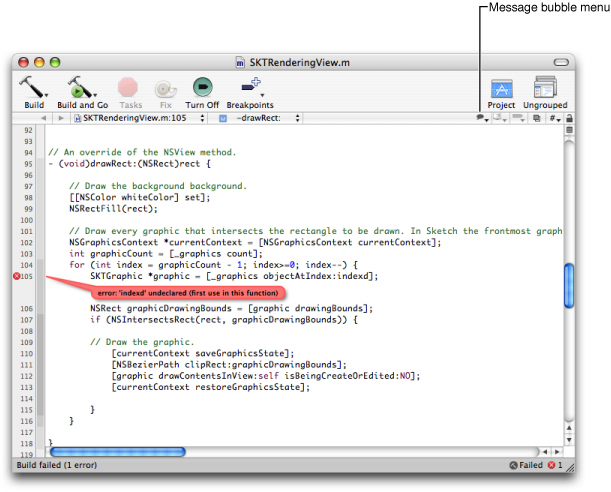 Message bubble menu
SKTRenderingView.m
Build Build and Go Tasks Fix Turn Off Breakpoints Project Ungrouped
SKTRenderingView.m:105 -drawRect: #
92
93
94 // An override of the NSView method.
95 - (void)drawRect:(NSRect)rect {
96
97 // Draw the background background.
98 [[NSColor whiteColor] set];
99 NSRectFill(rect);
100
101 // Draw every graphic that intersects the rectangle to be drawn. In Sketch the frontmost graph
102 NSGraphicsContext *currentContext = [NSGraphicsContext currentContext];
103 int graphicCount = [_graphics count];
104 for (int index = graphicCount - 1; index>=0; index--) {
105 SKTGraphic *graphic = [_graphics objectAtIndex:indexd];
error: 'indexd' undeclared (first use in this function)
106 NSRect graphicDrawingBounds = [graphic drawingBounds];
107 if (NSIntersectsRect(rect, graphicDrawingBounds)) {
108
109 // Draw the graphic.
110 [currentContext saveGraphicsState];
111 [NSBezierPath clipRect:graphicDrawingBounds];
112 [graphic drawContentsInView:self isBeingCreateOrEdited:NO];
113 [currentContext restoreGraphicsState];
114
115 }
116 }
117
118 }
119
Build failed (1 error) Failed 1